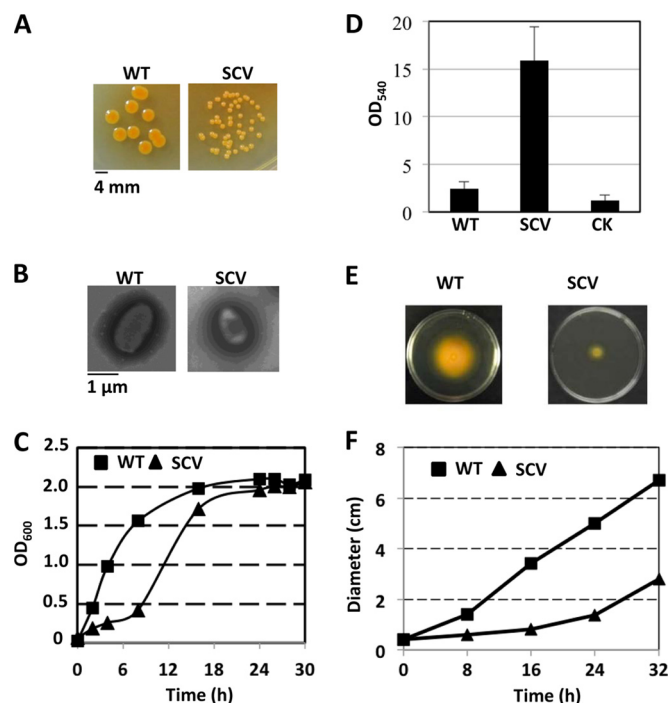 A
WT SCV
4 mm
B
WT SCV
1 µm
C
2.5
2.0
1.5
1.0
0.5
0
OD600
WT SCV
0 6 12 18 24 30
Time (h)
D
20
15
10
5
0
OD540
WT SCV CK
E
WT SCV
F
8
6
4
2
0
Diameter (cm)
WT SCV
0 8 16 24 32
Time (h)